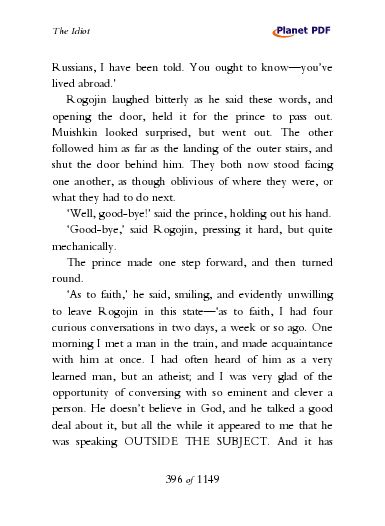 The Idiot
Planet PDF
Russians, I have been told. You ought to know—you've
lived abroad.'
Rogojin laughed bitterly as he said these words, and
opening the door, held it for the prince to pass out.
Muishkin looked surprised, but went out. The other
followed him as far as the landing of the outer stairs, and
shut the door behind him. They both now stood facing
one another, as though oblivious of where they were, or
what they had to do next.
'Well, good-bye!' said the prince, holding out his hand.
'Good-bye,' said Rogojin, pressing it hard, but quite
mechanically.
The prince made one step forward, and then turned
round.
'As to faith,' he said, smiling, and evidently unwilling
to leave Rogojin in this state—'as to faith, I had four
curious conversations in two days, a week or so ago. One
morning I met a man in the train, and made acquaintance
with him at once. I had often heard of him as a very
learned man, but an atheist; and I was very glad of the
opportunity of conversing with so eminent and clever a
person. He doesn't believe in God, and he talked a good
deal about it, but all the while it appeared to me that he
was speaking OUTSIDE THE SUBJECT. And it has
396 of 1149